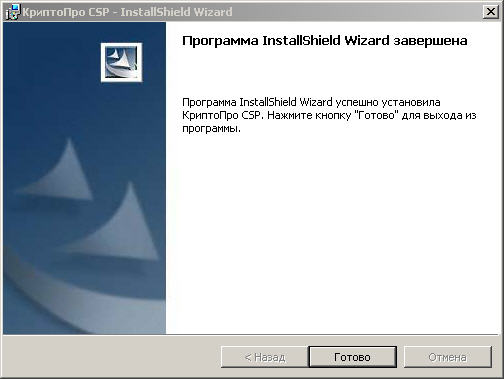 КриптоПро CSP - InstallShield Wizard
Программа InstallShield Wizard завершена
Программа InstallShield Wizard успешно установила
КриптоПро CSP. Нажмите кнопку "Готово" для выхода из
программы.
< Назад
Готово
Отмена